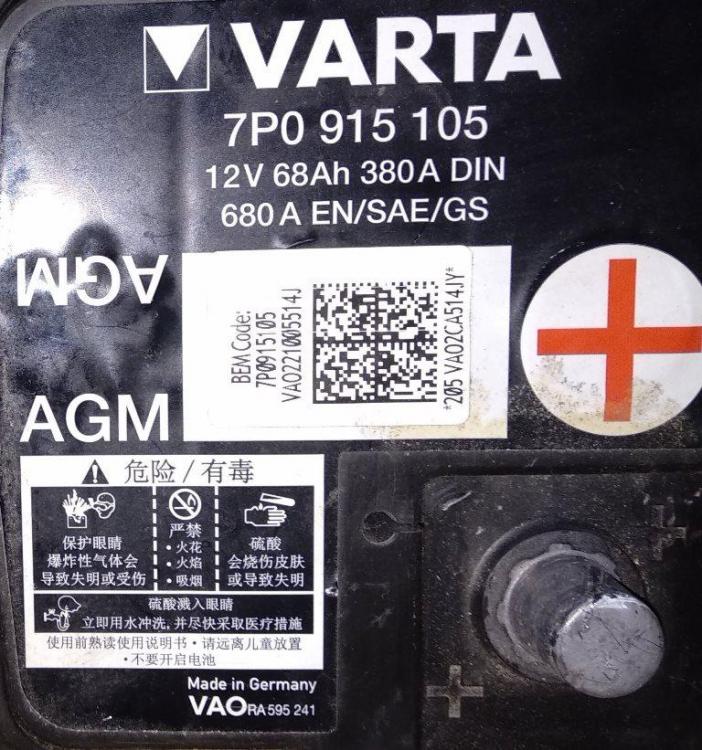 VARTA
7P0 915 105
12V 68Ah 380A DIN
680A EN/SAE/GS
AGM
BEM Code:
7P0915105
VAO2210055514J
*205 VAO2CA514JY*
AGM
危险/有毒
保护眼睛
爆炸性气体会
导致失明或受伤
严禁
·火花
·火焰
·吸烟
硫酸
会烧伤皮肤
或导致失明
硫酸溅入眼睛
立即用水冲洗,并尽快采取医疗措施
使用前熟读使用说明书·请远离儿童放置
·不要开启电池
Made in Germany
VAO RA 595 241